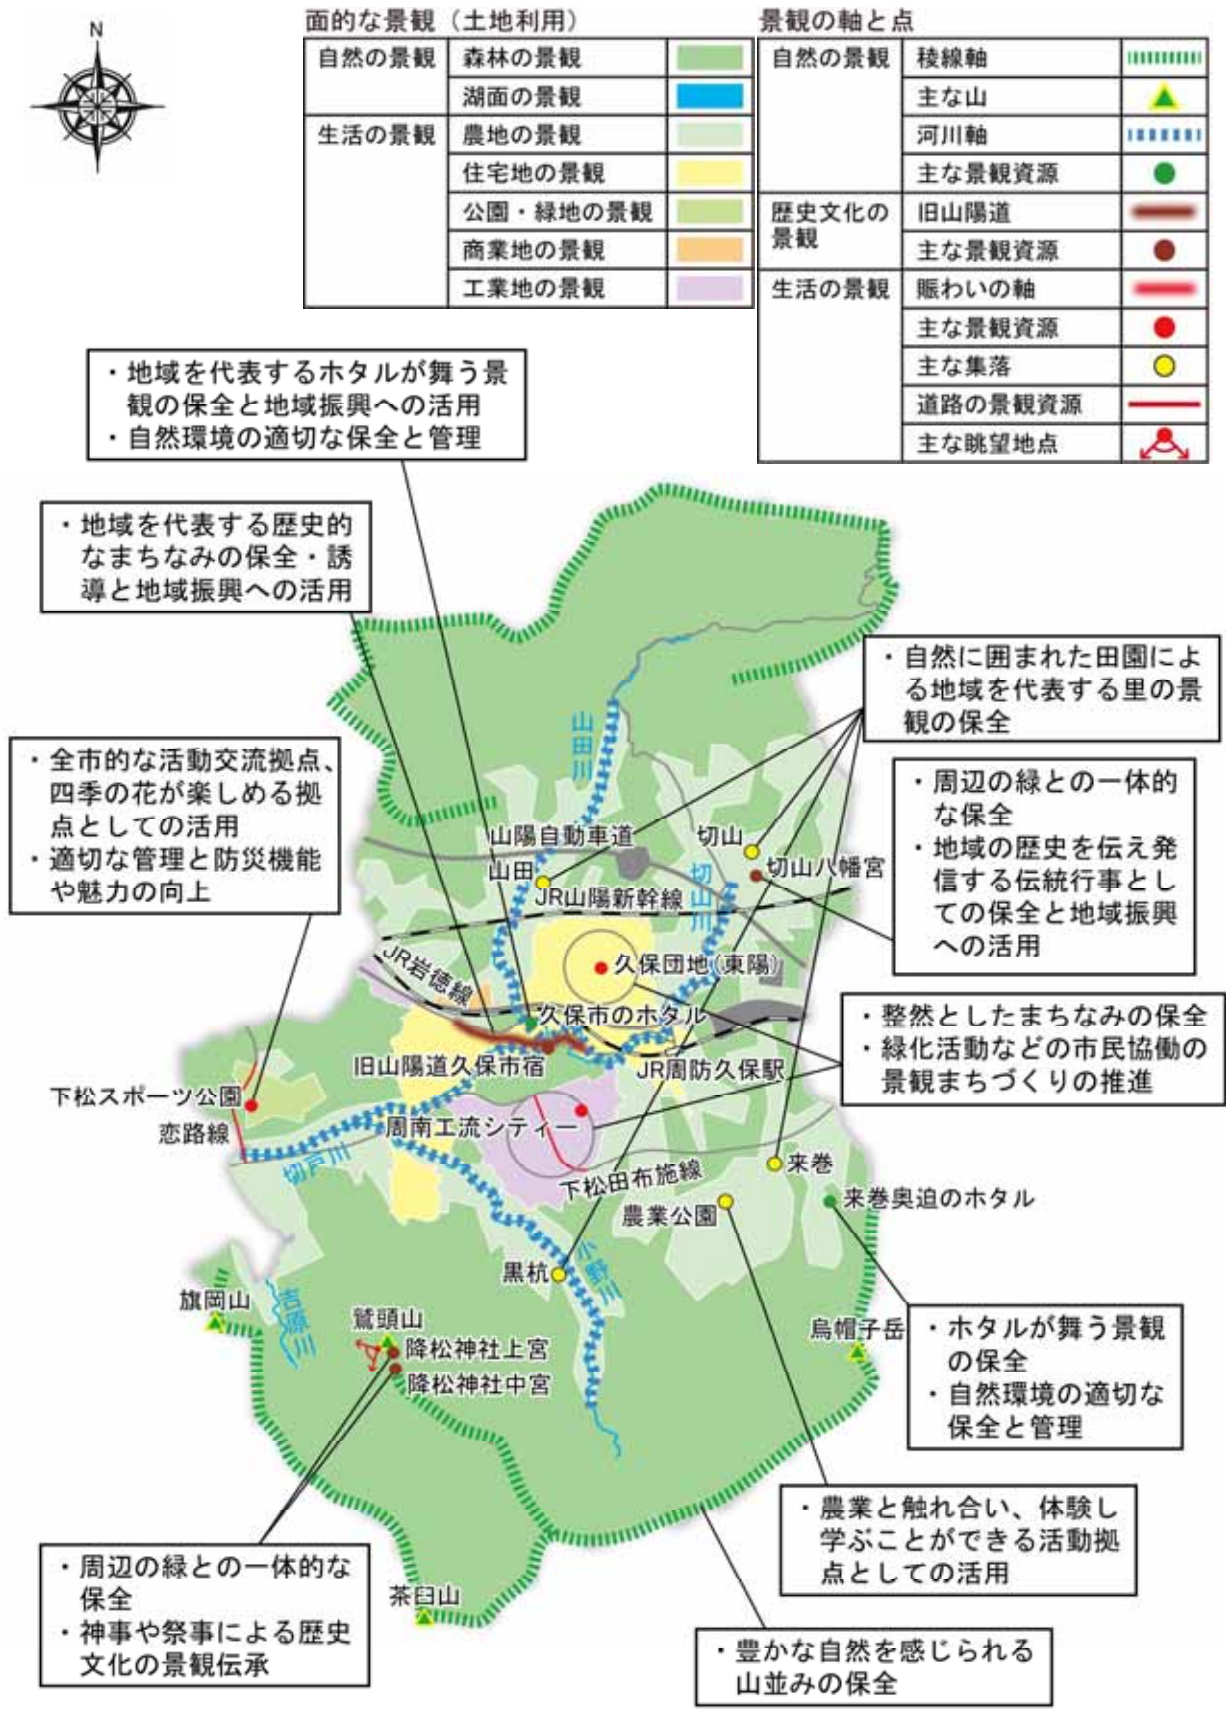 N
面的な景観（土地利用）
自然の景観
森林の景観
湖面の景観
生活の景観
農地の景観
住宅地の景観
公園・緑地の景観
商業地の景観
工業地の景観
景観の軸と点
自然の景観
稜線軸
主な山
河川軸
主な景観資源
歴史文化の
景観
旧山陽道
主な景観資源
生活の景観
賑わいの軸
主な景観資源
主な集落
道路の景観資源
主な眺望地点
・地域を代表するホタルが舞う景
観の保全と地域振興への活用
・自然環境の適切な保全と管理
・地域を代表する歴史的
なまちなみの保全・誘
導と地域振興への活用
・自然に囲まれた田園によ
る地域を代表する里の景
観の保全
・全市的な活動交流拠点、
四季の花が楽しめる拠
点としての活用
・適切な管理と防災機能
や魅力の向上
・周辺の緑との一体的
な保全
・地域の歴史を伝え発
信する伝統行事とし
ての保全と地域振興
への活用
山田川
山陽自動車道
切山
山田
切山八幡宮
切山川
JR山陽新幹線
JR岩徳線
久保団地(東陽)
久保市のホタル
・整然としたまちなみの保全
・緑化活動などの市民協働の
景観まちづくりの推進
旧山陽道久保市宿
JR周防久保駅
下松スポーツ公園
恋路線
周南工流シティー
切戸川
下松田布施線
来巻
農業公園
来巻奥迫のホタル
小野川
黒杭
旗岡山
吉原川
鷲頭山
降松神社上宮
降松神社中宮
烏帽子岳
・ホタルが舞う景観
の保全
・自然環境の適切な
保全と管理
・農業と触れ合い、体験し
学ぶことができる活動拠
点としての活用
・周辺の緑との一体的な
保全
・神事や祭事による歴史
文化の景観伝承
茶臼山
・豊かな自然を感じられる
山並みの保全